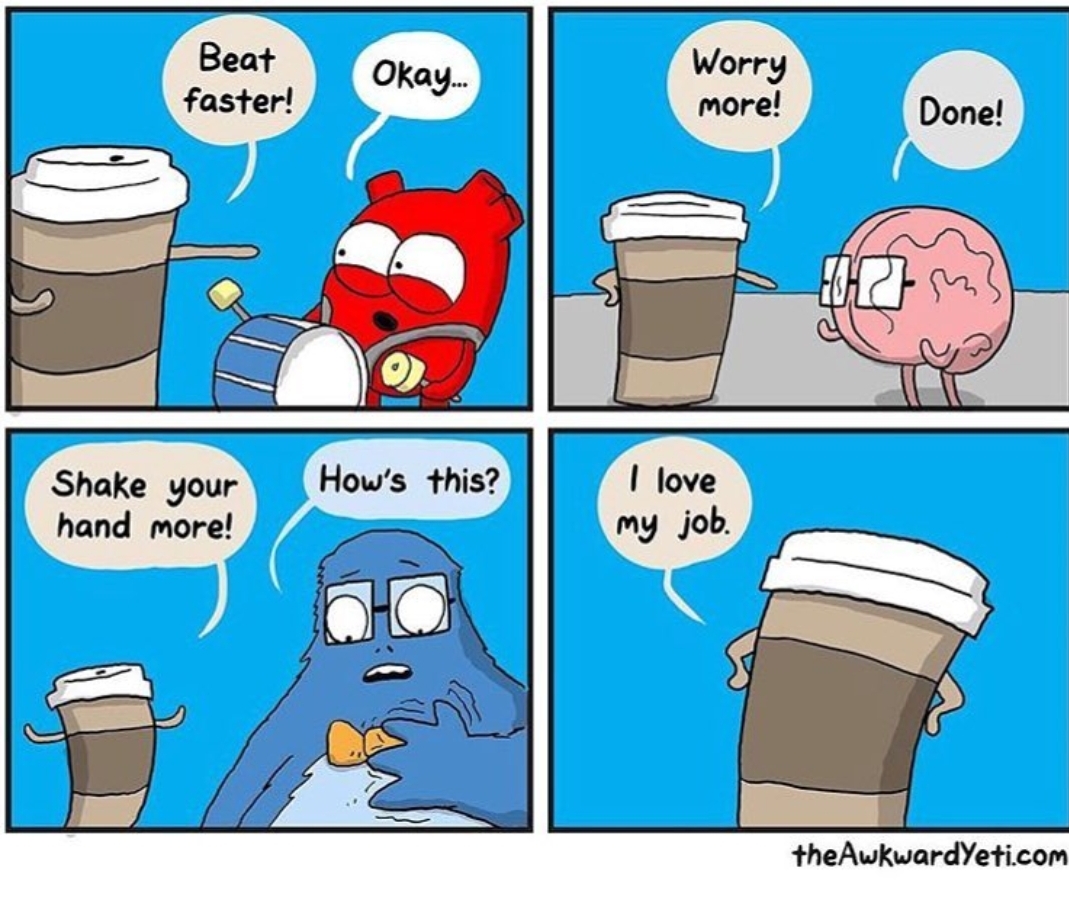 Beat
faster!
Okay...
Worry
more!
Done!
Shake your
hand more!
How's this?
I love
my job.
theAwkwardYeti.com